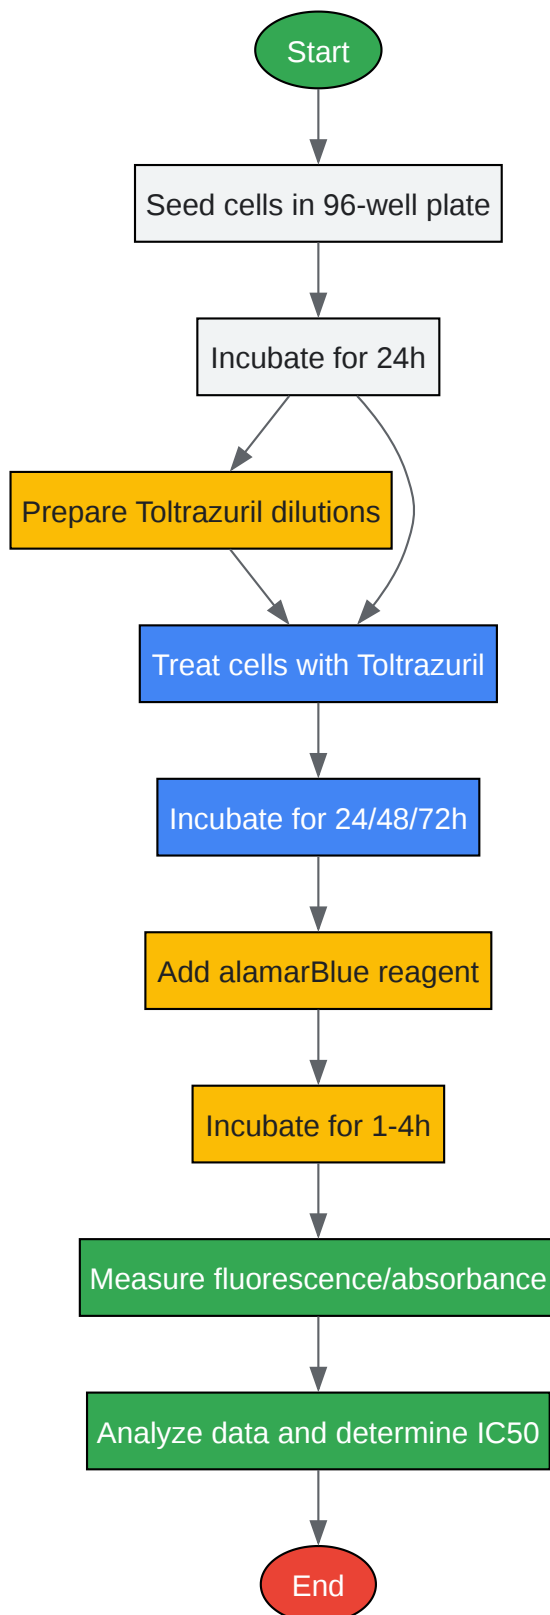 Start
Seed cells in 96-well plate
Incubate for 24h
Prepare Toltrazuril dilutions
Treat cells with Toltrazuril
Incubate for 24/48/72h
Add alamarBlue reagent
Incubate for 1-4h
Measure fluorescence/absorbance
Analyze data and determine IC50
End